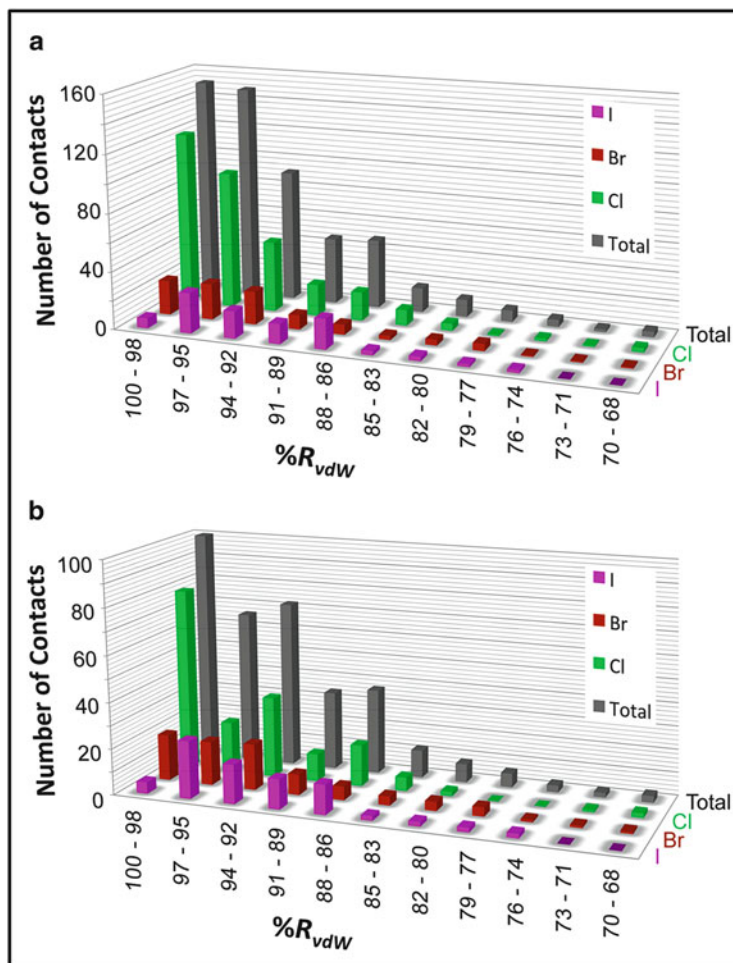 a
Number of Contacts
160
120
80
40
0
I
Br
Cl
Total
100 - 98
97 - 95
94 - 92
91 - 89
88 - 86
85 - 83
82 - 80
79 - 77
76 - 74
73 - 71
70 - 68
Total
Cl
Br
I
%RvdW
b
Number of Contacts
100
80
60
40
20
0
I
Br
Cl
Total
100 - 98
97 - 95
94 - 92
91 - 89
88 - 86
85 - 83
82 - 80
79 - 77
76 - 74
73 - 71
70 - 68
Total
Cl
Br
I
%RvdW